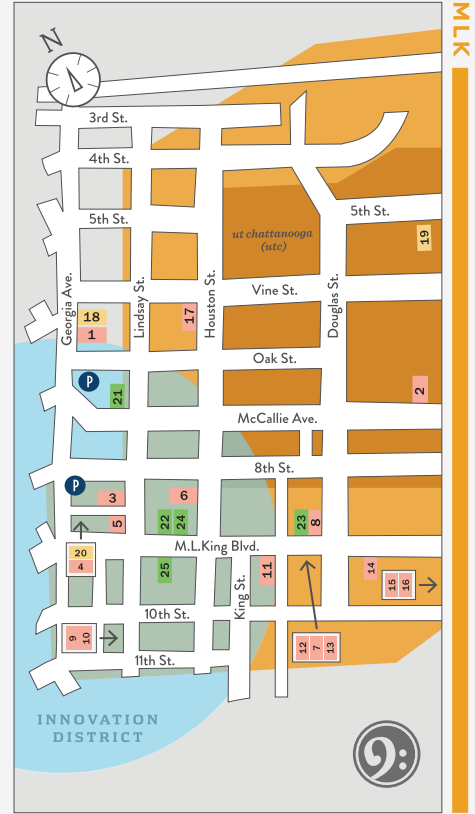 MLK
N
3rd St.
4th St.
5th St.
5th St.
ut chattanooga
(utc)
19
Georgia Ave.
Lindsay St.
Houston St.
Douglas St.
Vine St.
18
1
17
Oak St.
P
21
2
McCallie Ave.
8th St.
P
3
6
5
22
24
23
8
M.L.King Blvd.
20
4
25
11
14
15
16
King St.
10th St.
9
10
12
7
13
11th St.
INNOVATION
DISTRICT